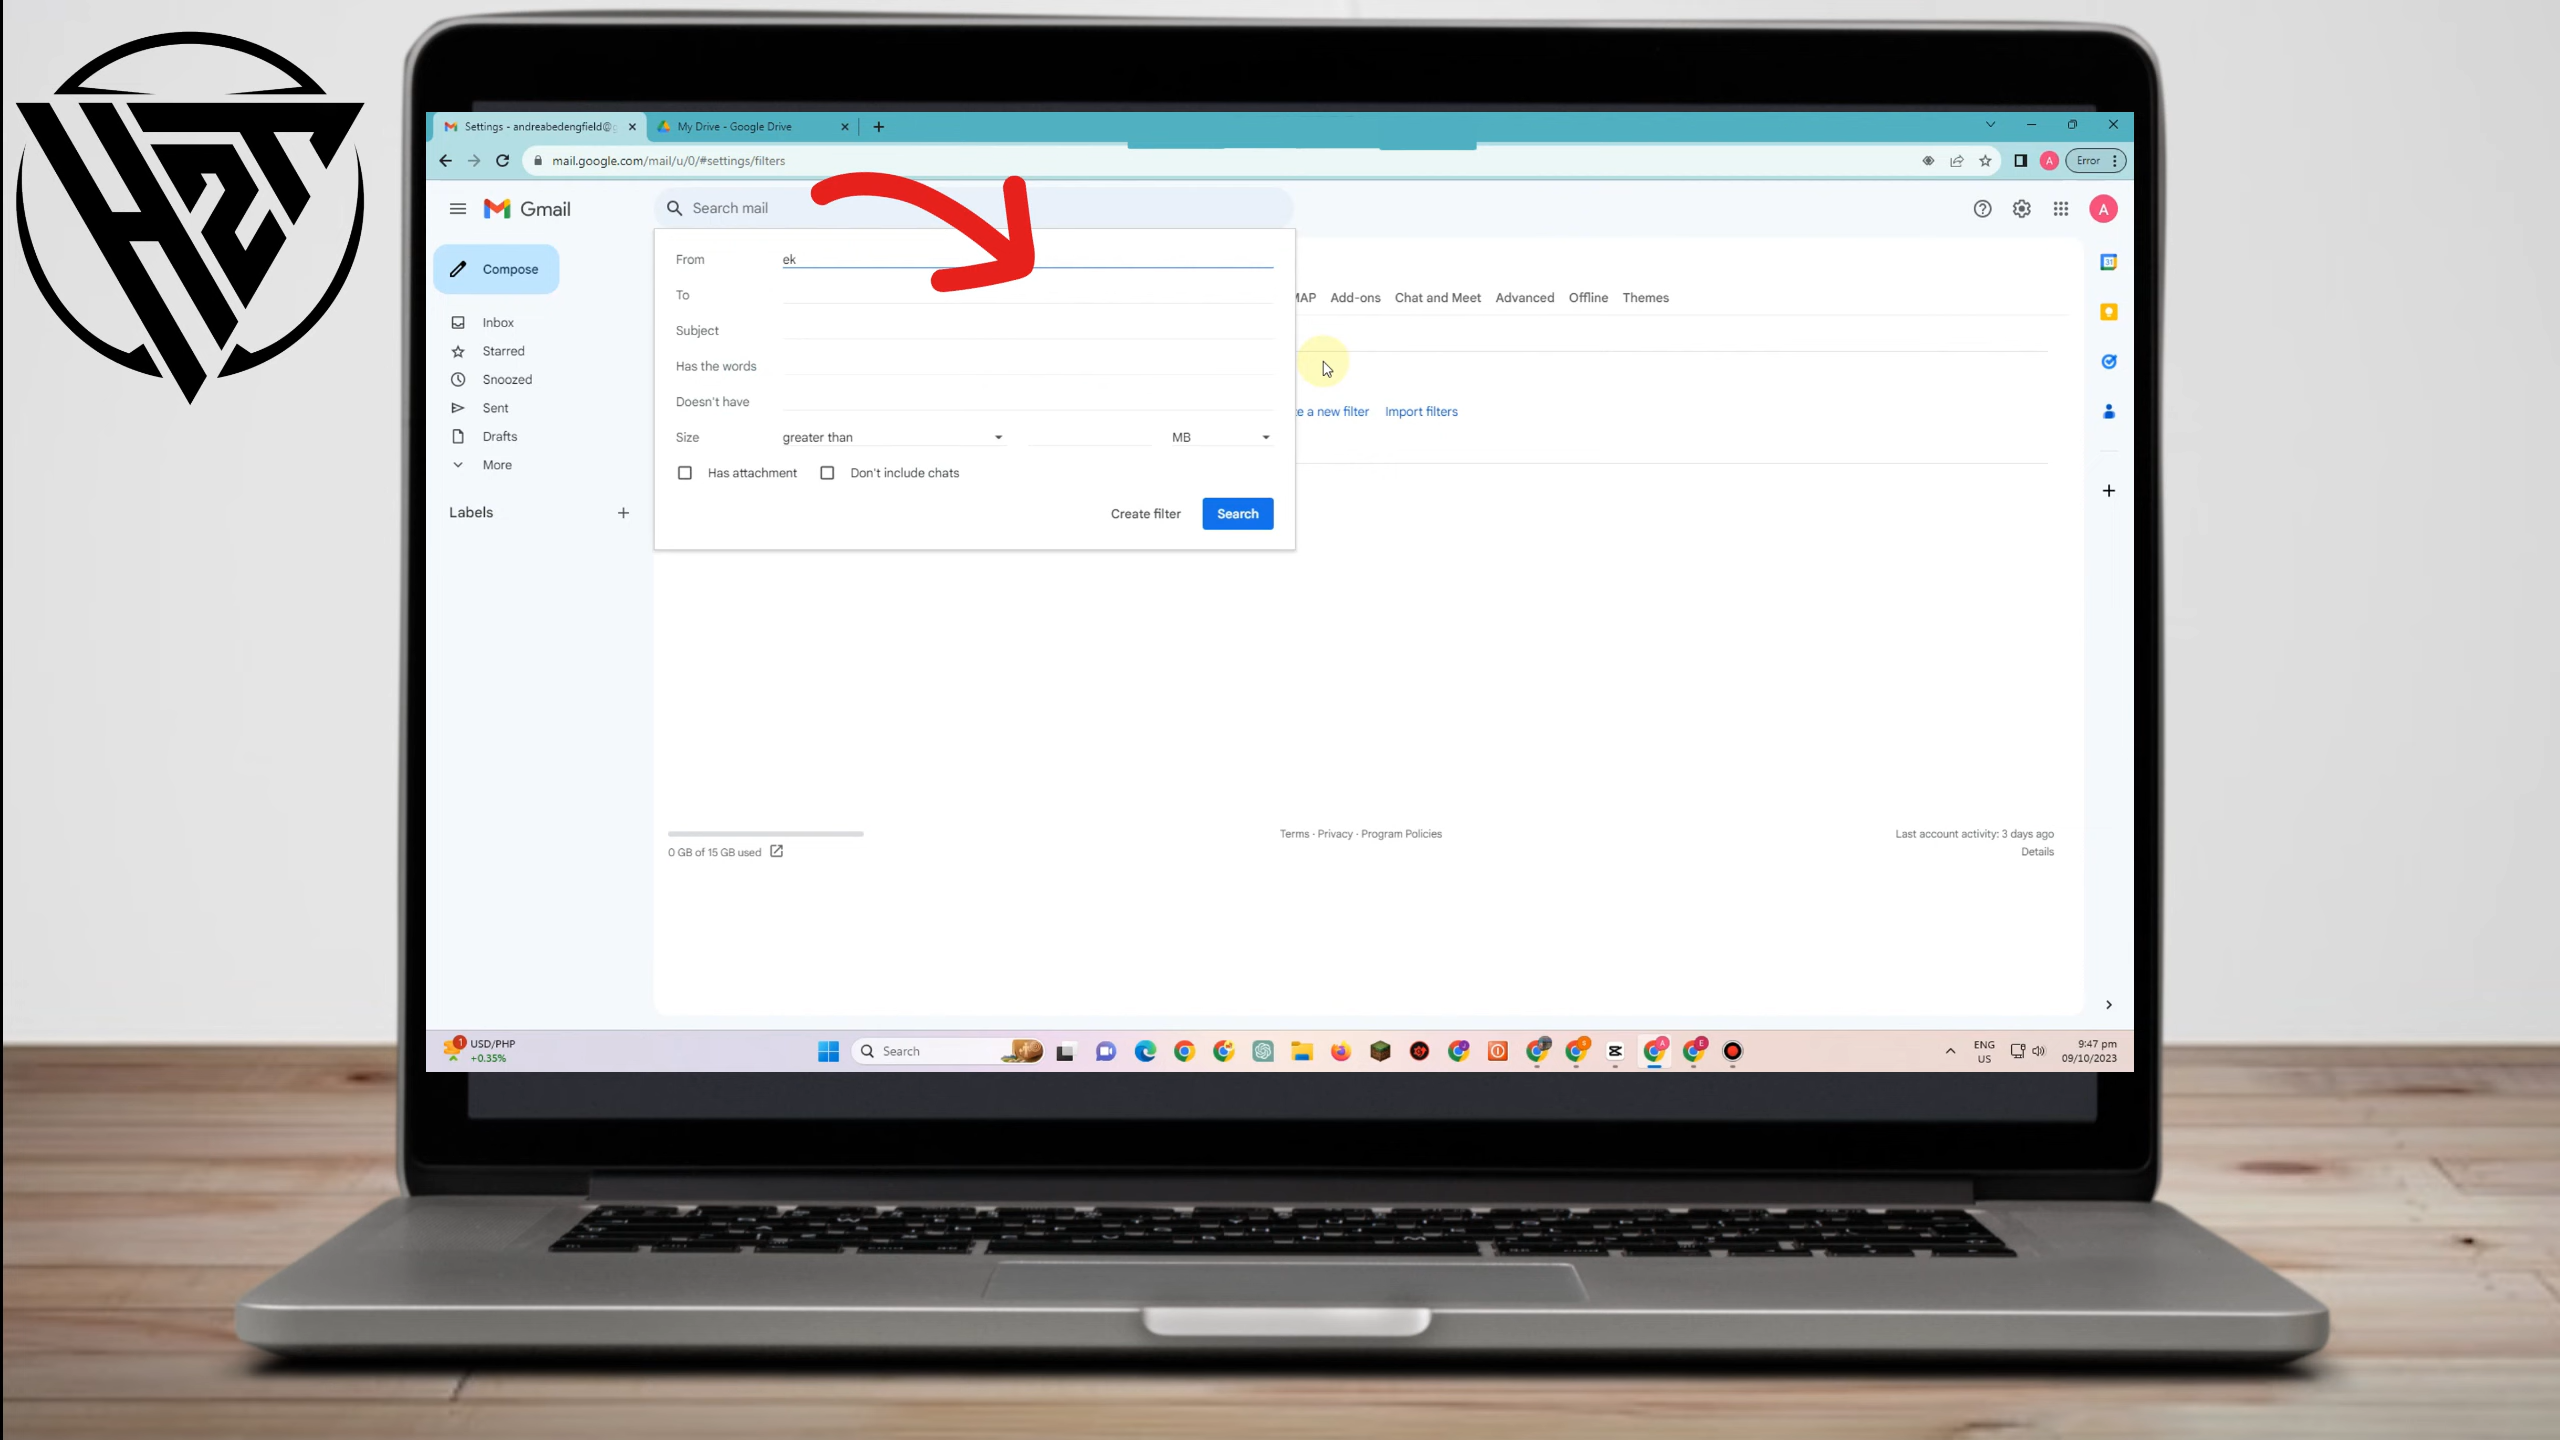 H2T
Settings - andreabedengfield@g
My Drive - Google Drive
mail.google.com/mail/u/0/#settings/filters
Error
Gmail
Search mail
A
Compose
Inbox
Starred
Snoozed
Sent
Drafts
More
Labels
From ek
To
Subject
Has the words
Doesn't have
Size greater than MB
Has attachment Don't include chats
Create filter Search
MAP Add-ons Chat and Meet Advanced Offline Themes
e a new filter Import filters
0 GB of 15 GB used
Terms · Privacy · Program Policies
Last account activity: 3 days ago
Details
USD/PHP
+0.35%
Search
ENG
US
9:47 pm
09/10/2023